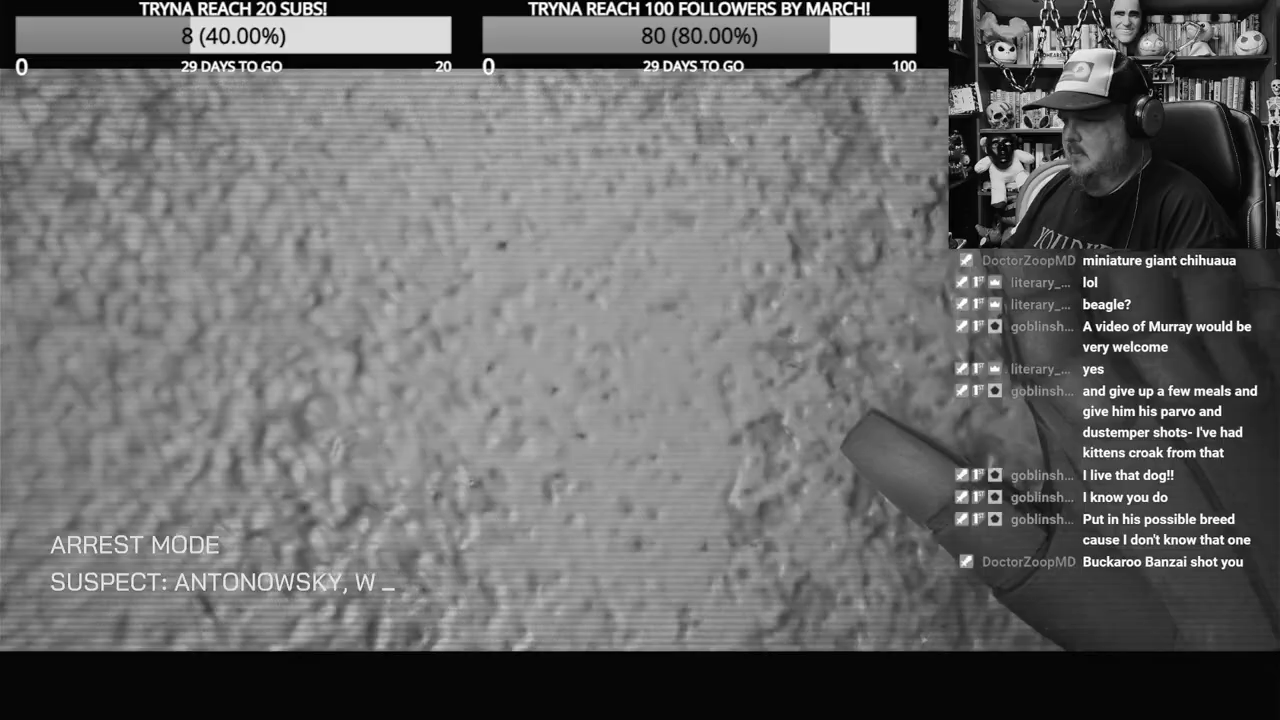 TRYNA REACH 20 SUBS!
8 (40.00%)
0
29 DAYS TO GO
20
TRYNA REACH 100 FOLLOWERS BY MARCH!
80 (80.00%)
0
29 DAYS TO GO
100
DoctorZoopMD miniature giant chihuaua
literary_... lol
literary_... beagle?
goblinsh... A video of Murray would be
very welcome
literary_... yes
goblinsh... and give up a few meals and
give him his parvo and
dustemper shots- I've had
kittens croak from that
goblinsh... I live that dog!!
goblinsh... I know you do
goblinsh... Put in his possible breed
cause I don't know that one
DoctorZoopMD Buckaroo Banzai shot you
ARREST MODE
SUSPECT: ANTONOWSKY, W _